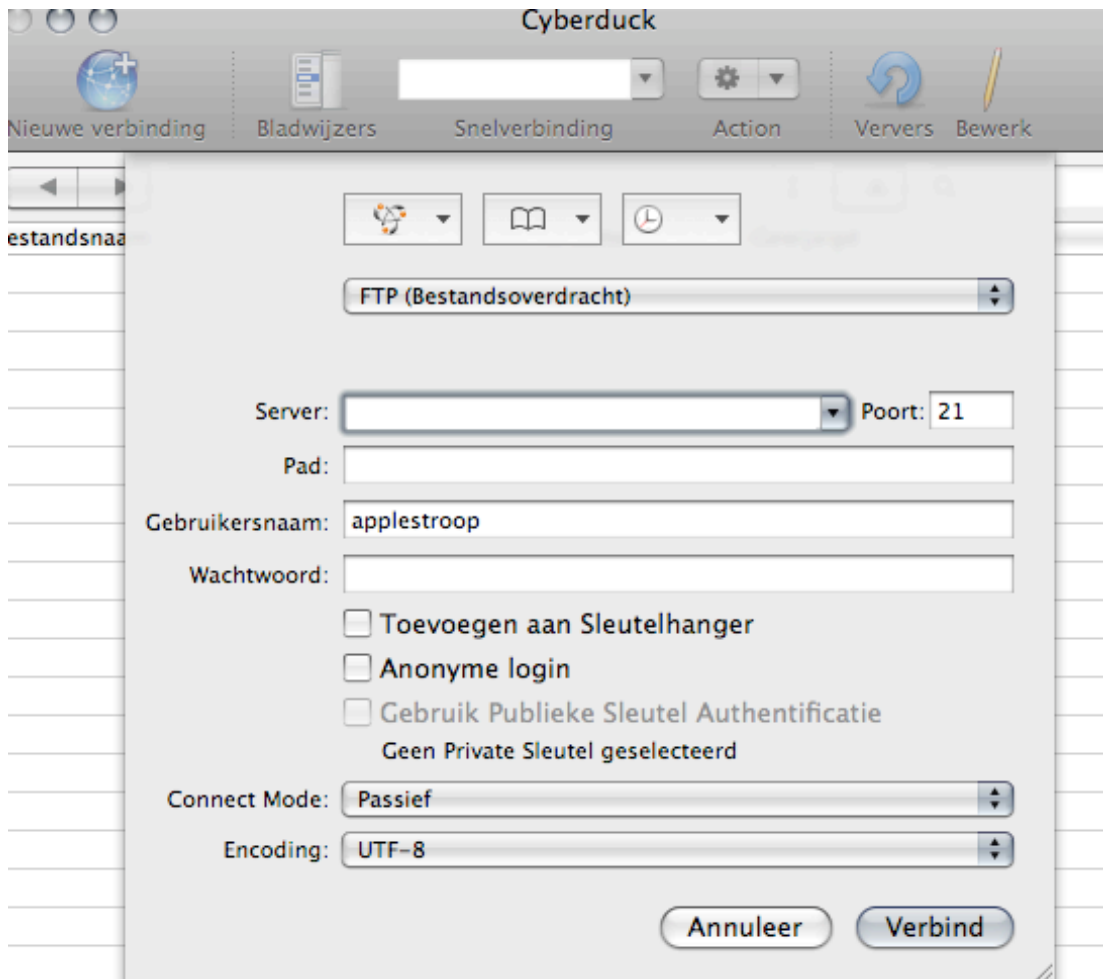 Cyberduck
Nieuwe verbinding Bladwijzers Snelverbinding Action Ververs Bewerk
estandsnaa
FTP (Bestandsoverdracht)
Server: Poort: 21
Pad:
Gebruikersnaam: applestroop
Wachtwoord:
Toevoegen aan Sleutelhanger
Anonyme login
Gebruik Publieke Sleutel Authentificatie
Geen Private Sleutel geselecteerd
Connect Mode: Passief
Encoding: UTF-8
Annuleer Verbind